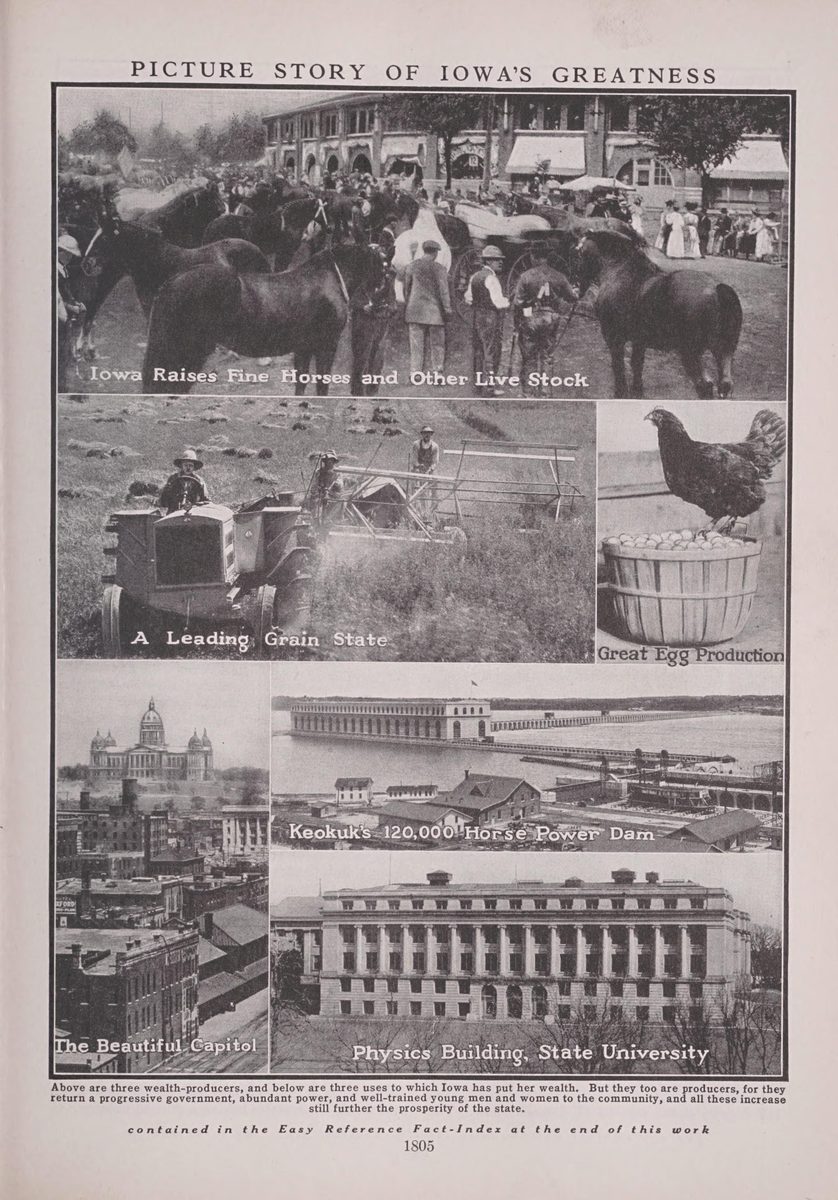 PICTURE STORY OF IOWA'S GREATNESS
Iowa Raises Fine Horses and Other Live Stock
A Leading Grain State
Great Egg Production
Keokuk's 120,000 Horse Power Dam
The Beautiful Capitol
Physics Building, State University
Above are three wealth-producers, and below are three uses to which Iowa has put her wealth. But they too are producers, for they
return a progressive government, abundant power, and well-trained young men and women to the community, and all these increase
still further the prosperity of the state.
contained in the Easy Reference Fact-Index at the end of this work
1805